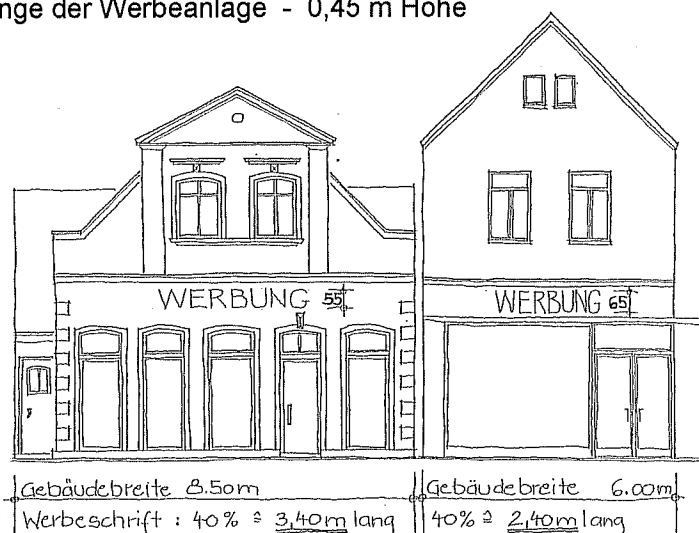 nge der Werbeanlage - 0,45 m Höhe
WERBUNG 55
WERBUNG 65
Gebäudebreite 8.50m
Gebäudebreite 6.00m
Werbeschrift : 40% ≙ 3,40m lang
40% ≙ 2,40m lang